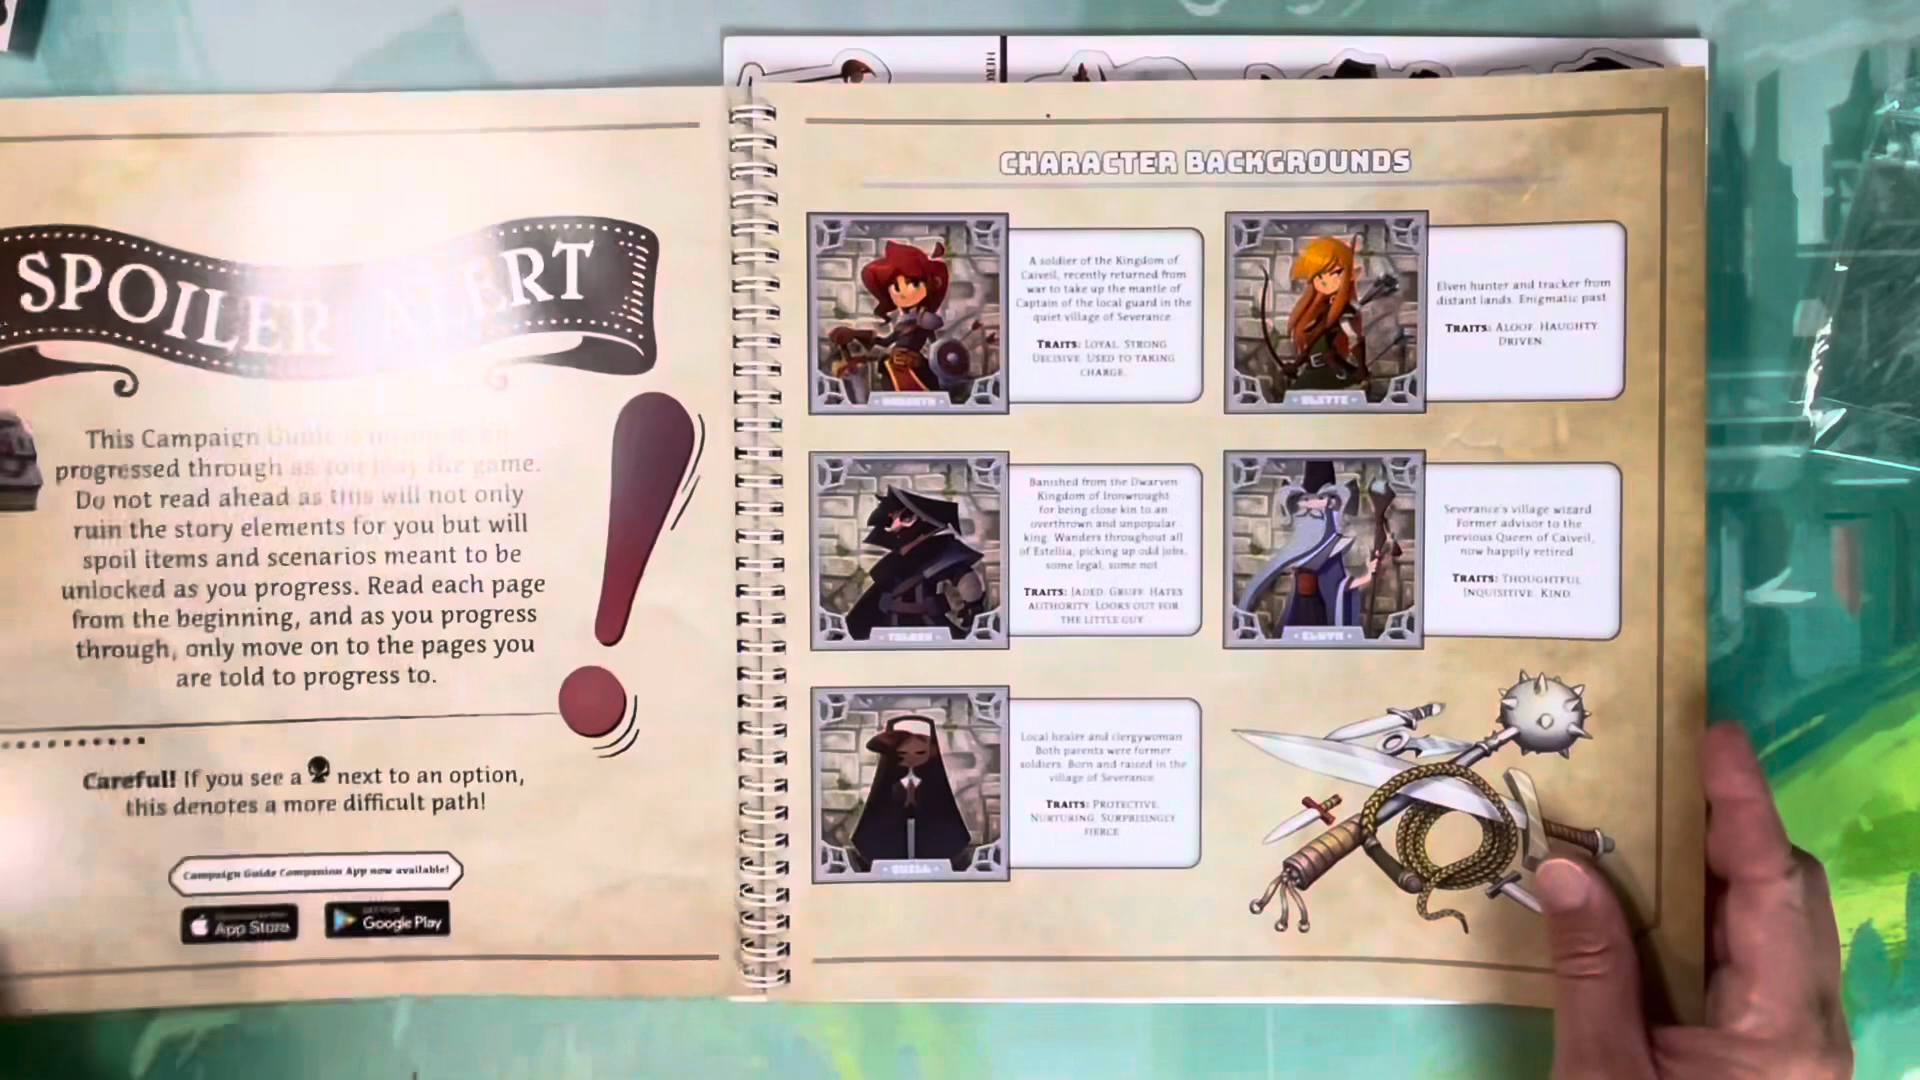 SPOILER ALERT
This Campaign Guide
progressed through as you play the game.
Do not read ahead as this will not only
ruin the story elements for you but will
spoil items and scenarios meant to be
unlocked as you progress. Read each page
from the beginning, and as you progress
through, only move on to the pages you
are told to progress to.
Careful! If you see a next to an option,
this denotes a more difficult path!
Campaign Guide Companion App now available!
App Store
Google Play
CHARACTER BACKGROUNDS
A soldier of the Kingdom of
Caiveil, recently returned from
war to take up the mantle of
Captain of the local guard in the
quiet village of Severance
TRAITS: LOYAL. STRONG
DECISIVE. USED TO TAKING
CHARGE.
Elven hunter and tracker from
distant lands. Enigmatic past
TRAITS: ALOOF. HAUGHTY.
DRIVEN.
Banished from the Dwarven
Kingdom of Ironwrought
for being close kin to an
overthrown and unpopular
king. Wanders throughout all
of Estellia, picking up odd jobs,
some legal, some not
TRAITS: JADED. GRUFF. HATES
AUTHORITY. LOOKS OUT FOR
THE LITTLE GUY
Severance's village wizard
Former advisor to the
previous Queen of Caiveil,
now happily retired
TRAITS: THOUGHTFUL
INQUISITIVE. KIND.
Local healer and clergywoman
Both parents were former
soldiers. Born and raised in the
village of Severance
TRAITS: PROTECTIVE.
NURTURING. SURPRISINGLY
FIERCE